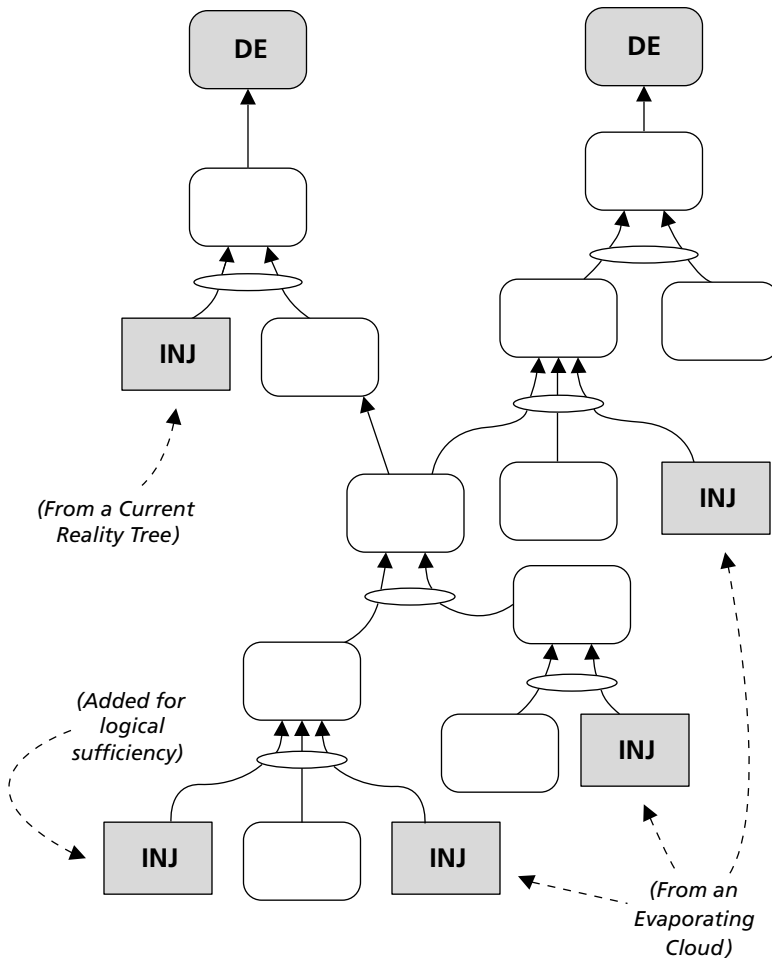 DE
DE
INJ
(From a Current
Reality Tree)
INJ
(Added for
logical
sufficiency)
INJ
INJ
INJ
(From an
Evaporating
Cloud)